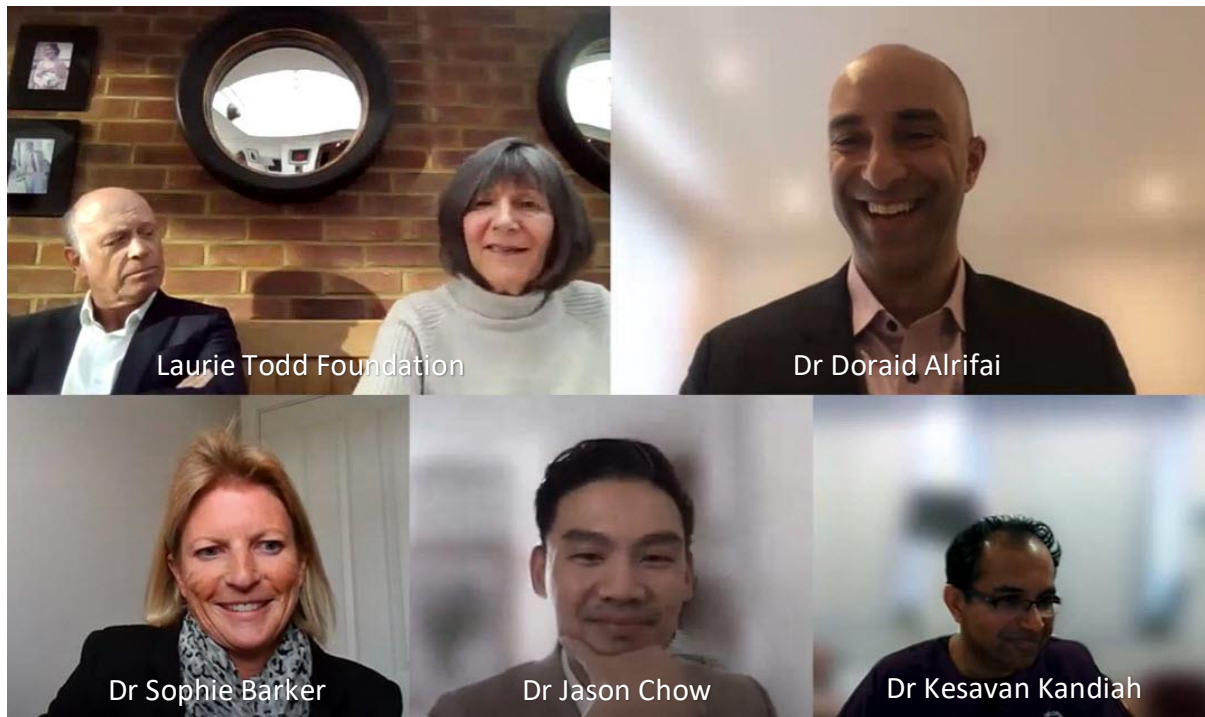 Laurie Todd Foundation
Dr Doraid Alrifai
Dr Sophie Barker
Dr Jason Chow
Dr Kesavan Kandiah